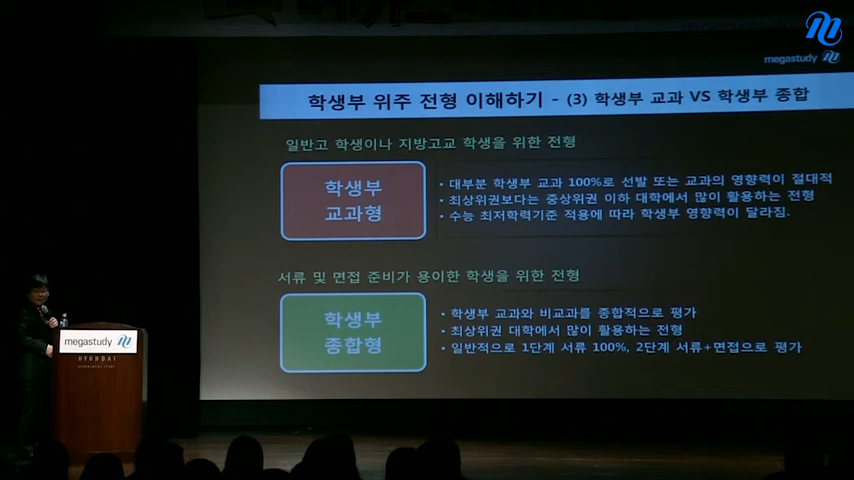 megastudy
학생부 위주 전형 이해하기 - (3) 학생부 교과 VS 학생부 종합
일반고 학생이나 지방고교 학생을 위한 전형
학생부
교과형
• 대부분 학생부 교과 100%로 선발 또는 교과의 영향력이 절대적
• 최상위권보다는 중상위권 이하 대학에서 많이 활용하는 전형
• 수능 최저학력기준 적용에 따라 학생부 영향력이 달라짐.
서류 및 면접 준비가 용이한 학생을 위한 전형
학생부
종합형
• 학생부 교과와 비교과를 종합적으로 평가
• 최상위권 대학에서 많이 활용하는 전형
• 일반적으로 1단계 서류 100%, 2단계 서류+면접으로 평가
megastudy
HYUNDAI
DEPARTMENT STORE